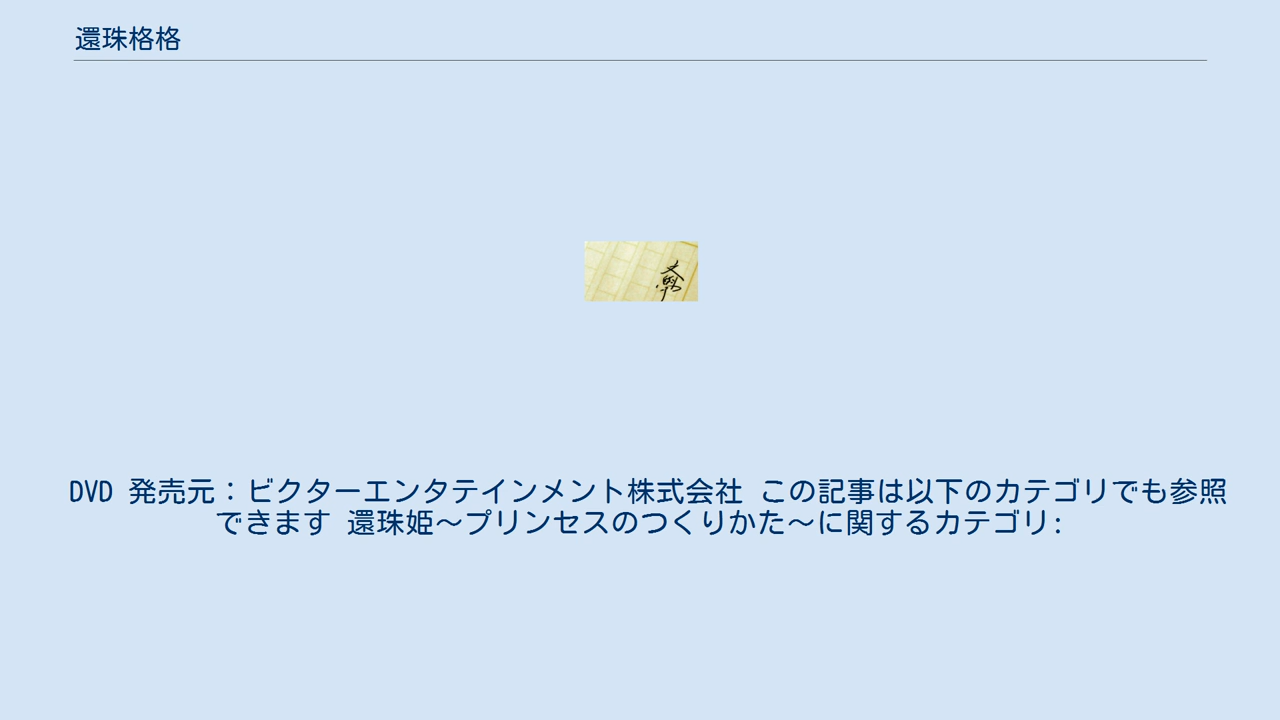 還珠格格
DVD 発売元：ビクターエンタテインメント株式会社 この記事は以下のカテゴリでも参照
できます 還珠姫〜プリンセスのつくりかた〜に関するカテゴリ: